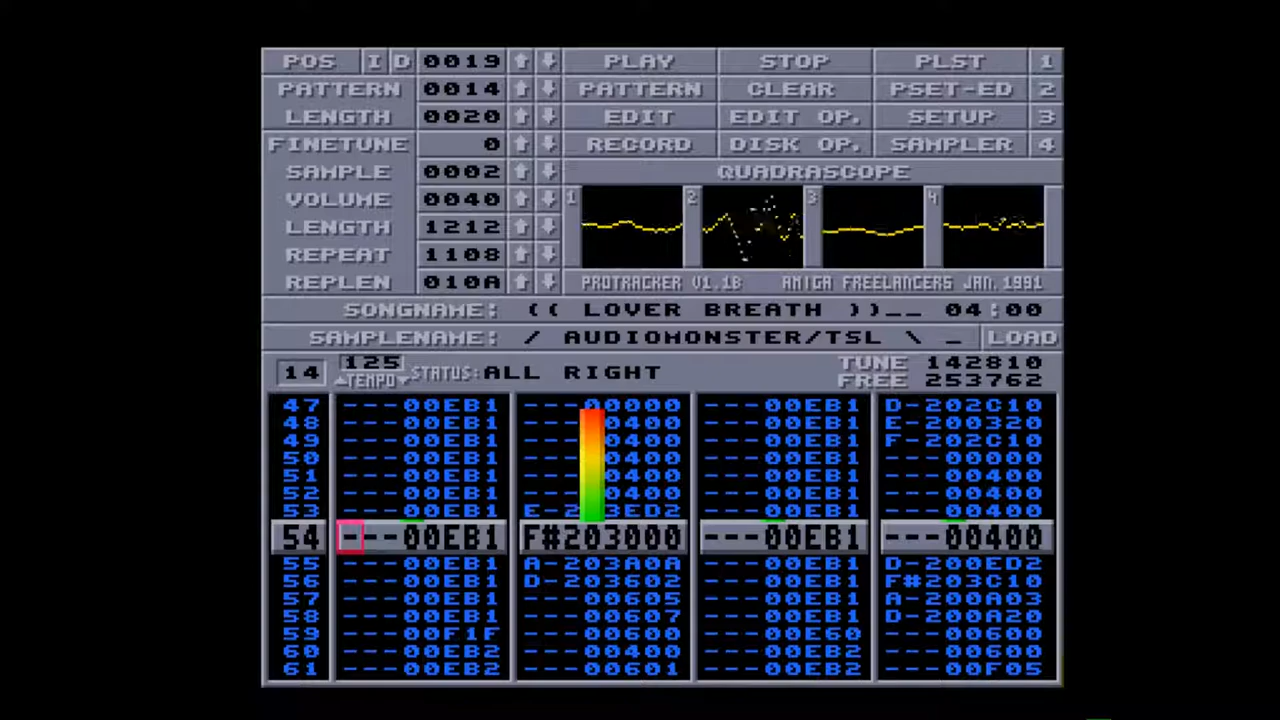 POS I D 0019 PLAY STOP PLST 1
PATTERN 0014 PATTERN CLEAR PSET-ED 2
LENGTH 0020 EDIT EDIT OP. SETUP 3
FINETUNE 0 RECORD DISK OP. SAMPLER 4
SAMPLE 0002 QUADRASCOPE
VOLUME 0040 1 2 3 4
LENGTH 1212
REPEAT 1108
REPLEN 010A PROTRACKER V1.1B AMIGA FREELANCERS JAN.1991
SONGNAME: (( LOVER BREATH ))__ 04:00
SAMPLENAME: / AUDIOMONSTER/TSL \ _ LOAD
14 125 TEMPO STATUS: ALL RIGHT TUNE 142810
FREE 253762
47 ---00EB1 ---00000 ---00EB1 D-202C10
48 ---00EB1 ---00400 ---00EB1 E-200320
49 ---00EB1 ---00400 ---00EB1 F-202C10
50 ---00EB1 ---00400 ---00EB1 ---00000
51 ---00EB1 ---00400 ---00EB1 ---00400
52 ---00EB1 ---00400 ---00EB1 ---00400
53 ---00EB1 E-203ED2 ---00EB1 ---00400
54 ---00EB1 F#203000 ---00EB1 ---00400
55 ---00EB1 A-203A0A ---00EB1 D-200ED2
56 ---00EB1 D-203602 ---00EB1 F#203C10
57 ---00EB1 ---00605 ---00EB1 A-200A03
58 ---00EB1 ---00607 ---00EB1 D-200A20
59 ---00F1F ---00600 ---00E60 ---00600
60 ---00EB2 ---00400 ---00EB2 ---00600
61 ---00EB2 ---00601 ---00EB2 ---00F05